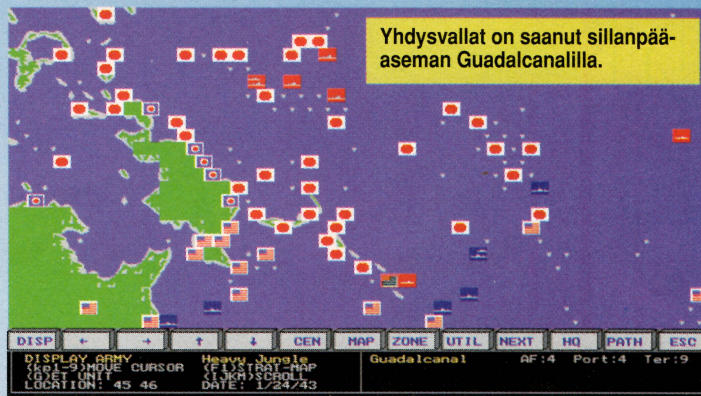 Yhdysvallat on saanut sillanpää-
aseman Guadalcanalilla.
DISP ← → ↑ ↓ CEN MAP ZONE UTIL NEXT HQ PATH ESC
DISPLAY ARMY Heavy Jungle
(kp1-9)MOVE CURSOR (F1)STRAT-MAP
(G)ET UNIT (IJKM)SCROLL
LOCATION: 45 46 DATE: 1/24/43
Guadalcanal AF:4 Port:4 Ter:9